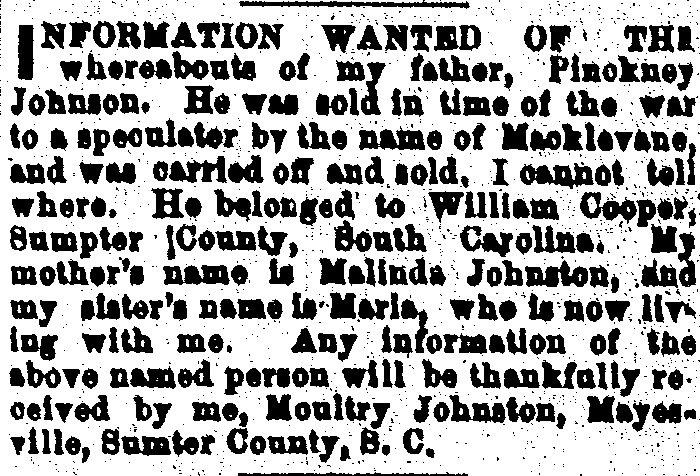 INFORMATION WANTED OF THE
whereabouts of my father, Pinckney
Johnson. He was sold in time of the war
to a speculater by the name of Macklevane,
and was carried off and sold. I cannot tell
where. He belonged to William Cooper,
Sumpter County, South Carolina. My
mother's name is Malinda Johnston, and
my sister's name is Maria, who is now liv-
ing with me. Any information of the
above named person will be thankfully re-
ceived by me, Moultry Johnston, Mayes-
ville, Sumter County, S. C.